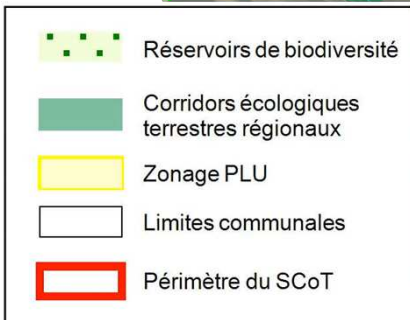 Réservoirs de biodiversité
Corridors écologiques
terrestres régionaux
Zonage PLU
Limites communales
Périmètre du SCoT